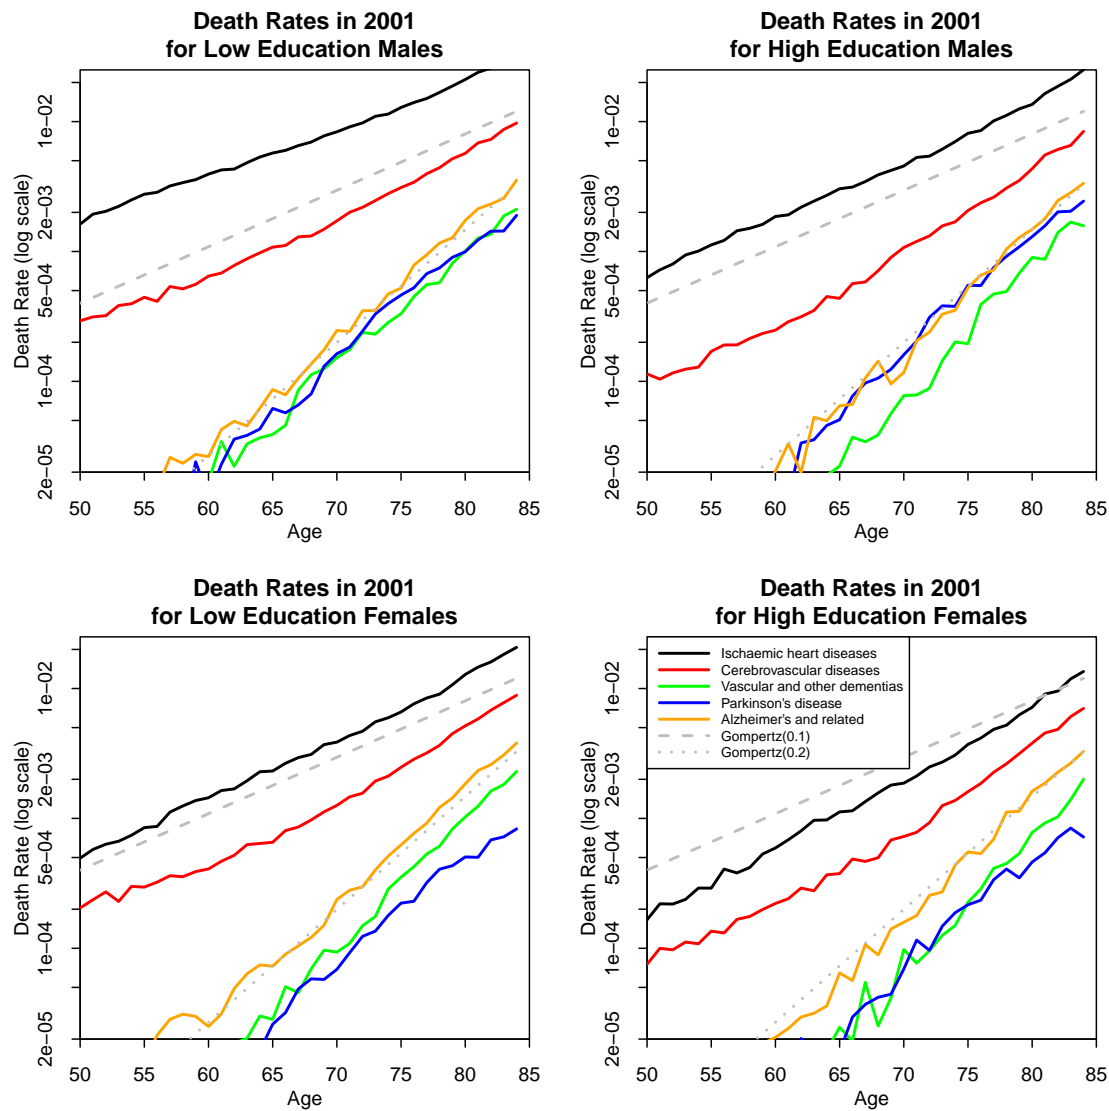 Death Rates in 2001
for Low Education Males
Death Rate (log scale)
1e−02
2e−03
5e−04
1e−04
2e−05
50 55 60 65 70 75 80 85
Age
Death Rates in 2001
for High Education Males
Death Rate (log scale)
1e−02
2e−03
5e−04
1e−04
2e−05
50 55 60 65 70 75 80 85
Age
Death Rates in 2001
for Low Education Females
Death Rate (log scale)
1e−02
2e−03
5e−04
1e−04
2e−05
50 55 60 65 70 75 80 85
Age
Death Rates in 2001
for High Education Females
Death Rate (log scale)
1e−02
2e−03
5e−04
1e−04
2e−05
Ischaemic heart diseases
Cerebrovascular diseases
Vascular and other dementias
Parkinson's disease
Alzheimer's and related
Gompertz(0.1)
Gompertz(0.2)
50 55 60 65 70 75 80 85
Age